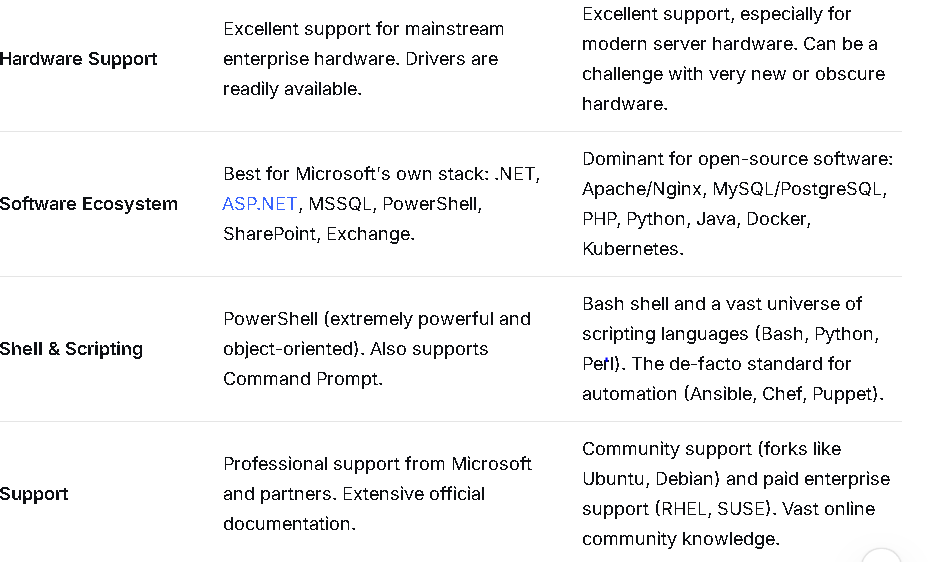 Excellent support, especially for
Excellent support for mainstream
modern server hardware. Can be a
Hardware Support
enterprise hardware. Drivers are
challenge with very new or obscure
readily available.
hardware.
Dominant for open-source software:
Best for Microsoft's own stack: .NET,
Apache/Nginx, MySQL/PostgreSQL,
Software Ecosystem
ASP.NET, MSSQL, PowerShell,
PHP, Python, Java, Docker,
SharePoint, Exchange.
Kubernetes.
Bash shell and a vast universe of
PowerShell (extremely powerful and
scripting languages (Bash, Python,
Shell & Scripting
object-oriented). Also supports
Perl). The de-facto standard for
Command Prompt.
automation (Ansible, Chef, Puppet).
Community support (forks like
Professional support from Microsoft
Ubuntu, Debian) and paid enterprise
Support
and partners. Extensive official
support (RHEL, SUSE). Vast online
documentation.
community knowledge.